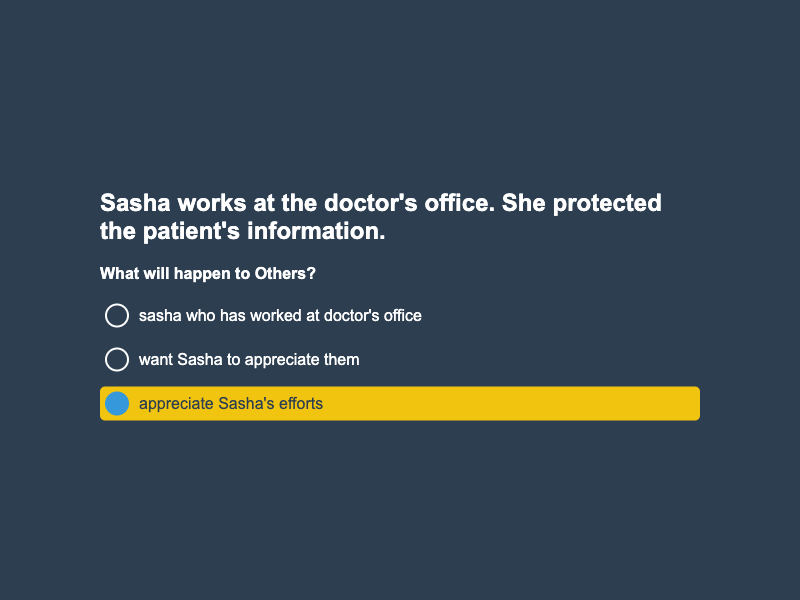 Sasha works at the doctor's office. She protected
the patient's information.
What will happen to Others?
sasha who has worked at doctor's office
want Sasha to appreciate them
appreciate Sasha's efforts